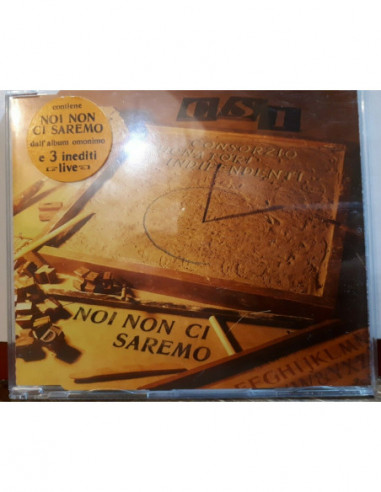 contiene
NOI NON
CI SAREMO
dall'album omonimo
e 3 inediti
live
CSI
CONSORZIO
SUONATORI
INDIPENDENTI
NOI NON CI
SAREMO